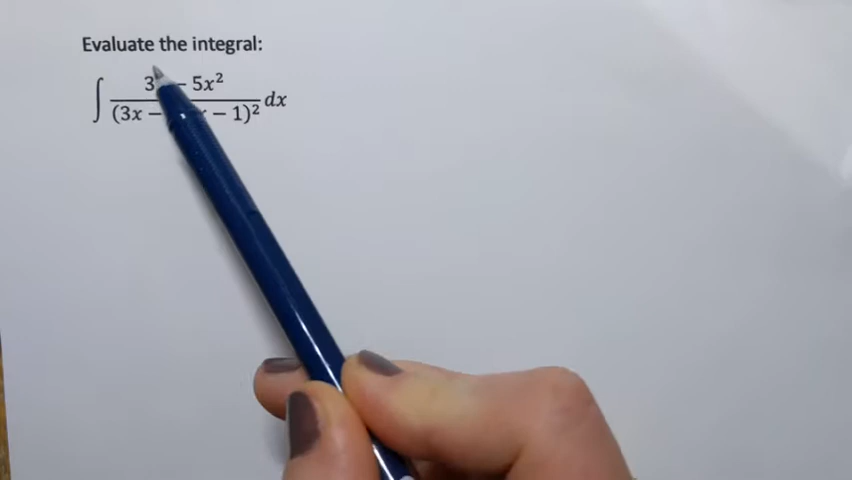 Evaluate the integral:
∫ 3 – 5x² / (3x – – 1)² dx